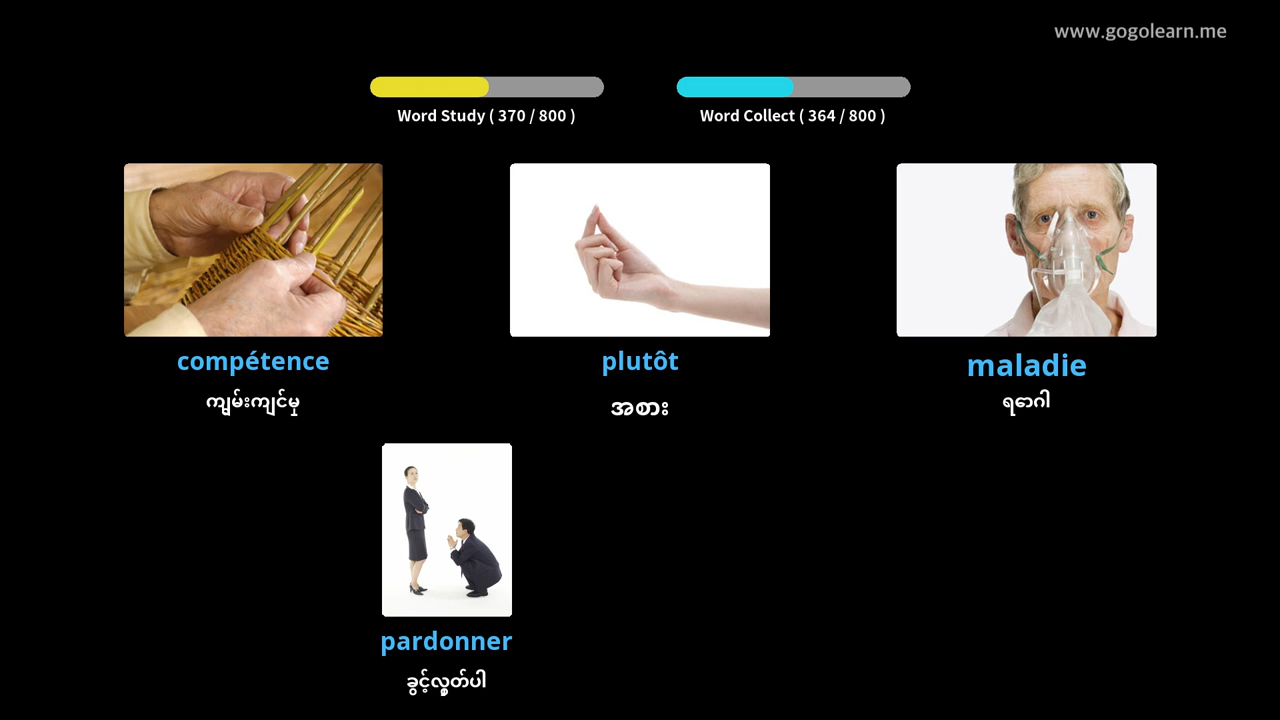 www.gogolearn.me
Word Study ( 370 / 800 )
Word Collect ( 364 / 800 )
compétence
plutôt
maladie
ကျွမ်းကျင်မှု
အစား
ရောဂါ
pardonner
ခွင့်လွှတ်ပါ